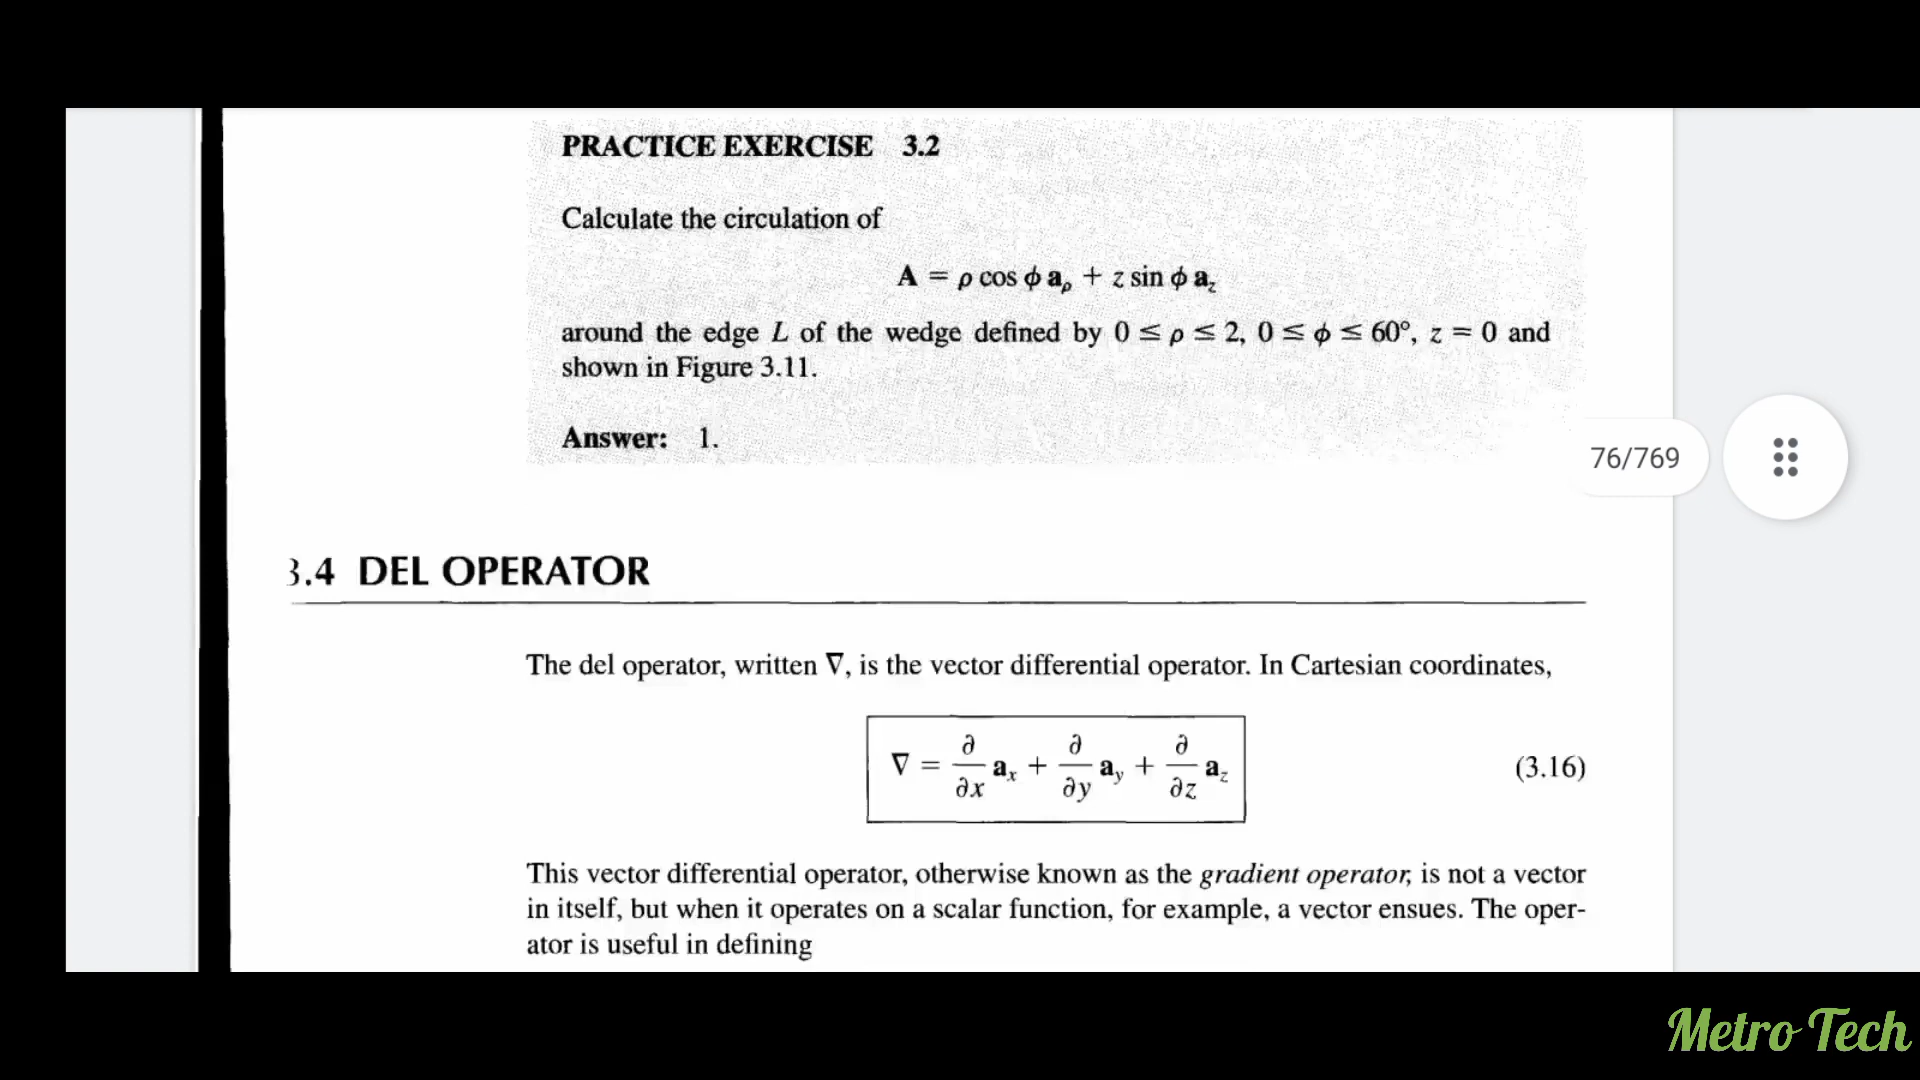 PRACTICE EXERCISE 3.2
Calculate the circulation of
A = ρ cos ϕ aρ + z sin ϕ az
around the edge L of the wedge defined by 0 ≤ ρ ≤ 2, 0 ≤ ϕ ≤ 60°, z = 0 and
shown in Figure 3.11.
Answer: 1.
76/769
3.4 DEL OPERATOR
The del operator, written ∇, is the vector differential operator. In Cartesian coordinates,
∇ = ∂/∂x ax + ∂/∂y ay + ∂/∂z az (3.16)
This vector differential operator, otherwise known as the gradient operator, is not a vector
in itself, but when it operates on a scalar function, for example, a vector ensues. The oper-
ator is useful in defining
Metro Tech